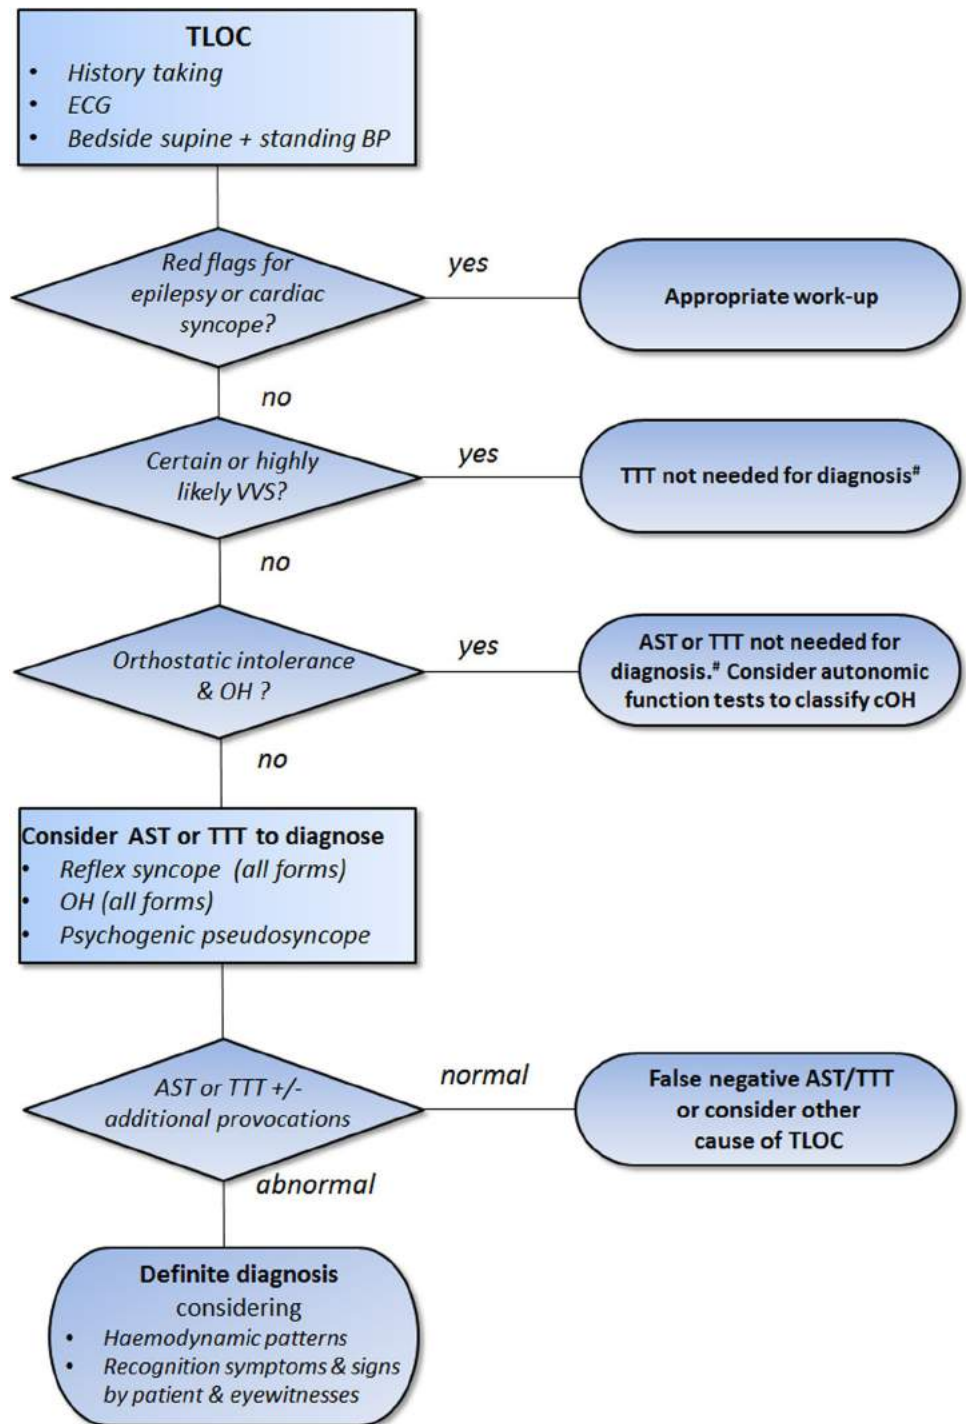 TLOC
• History taking
• ECG
• Bedside supine + standing BP
Red flags for
epilepsy or cardiac
syncope?
yes
Appropriate work-up
no
Certain or highly
likely VVS?
yes
TTT not needed for diagnosis#
no
Orthostatic intolerance
& OH ?
yes
AST or TTT not needed for
diagnosis.# Consider autonomic
function tests to classify cOH
no
Consider AST or TTT to diagnose
• Reflex syncope (all forms)
• OH (all forms)
• Psychogenic pseudosyncope
AST or TTT +/-
additional provocations
normal
False negative AST/TTT
or consider other
cause of TLOC
abnormal
Definite diagnosis
considering
• Haemodynamic patterns
• Recognition symptoms & signs
by patient & eyewitnesses